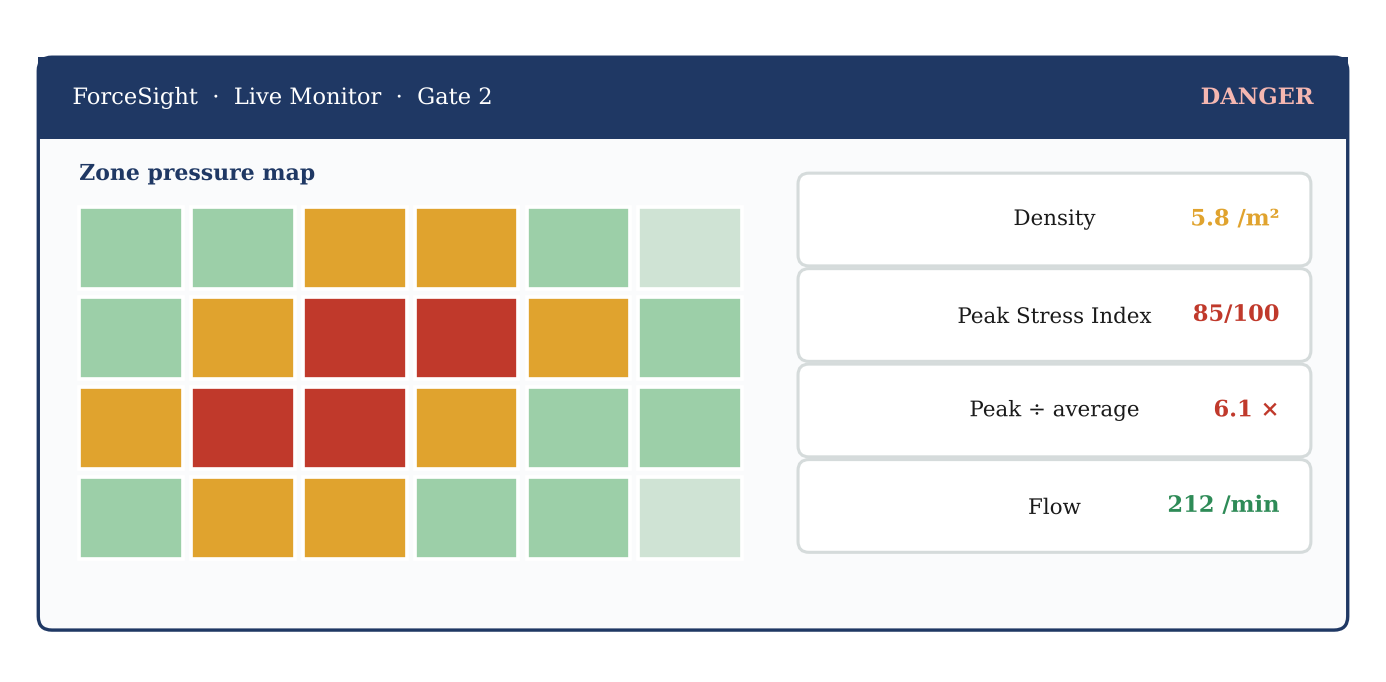 ForceSight · Live Monitor · Gate 2
DANGER
Zone pressure map
Density 5.8 /m²
Peak Stress Index 85/100
Peak ÷ average 6.1 ×
Flow 212 /min